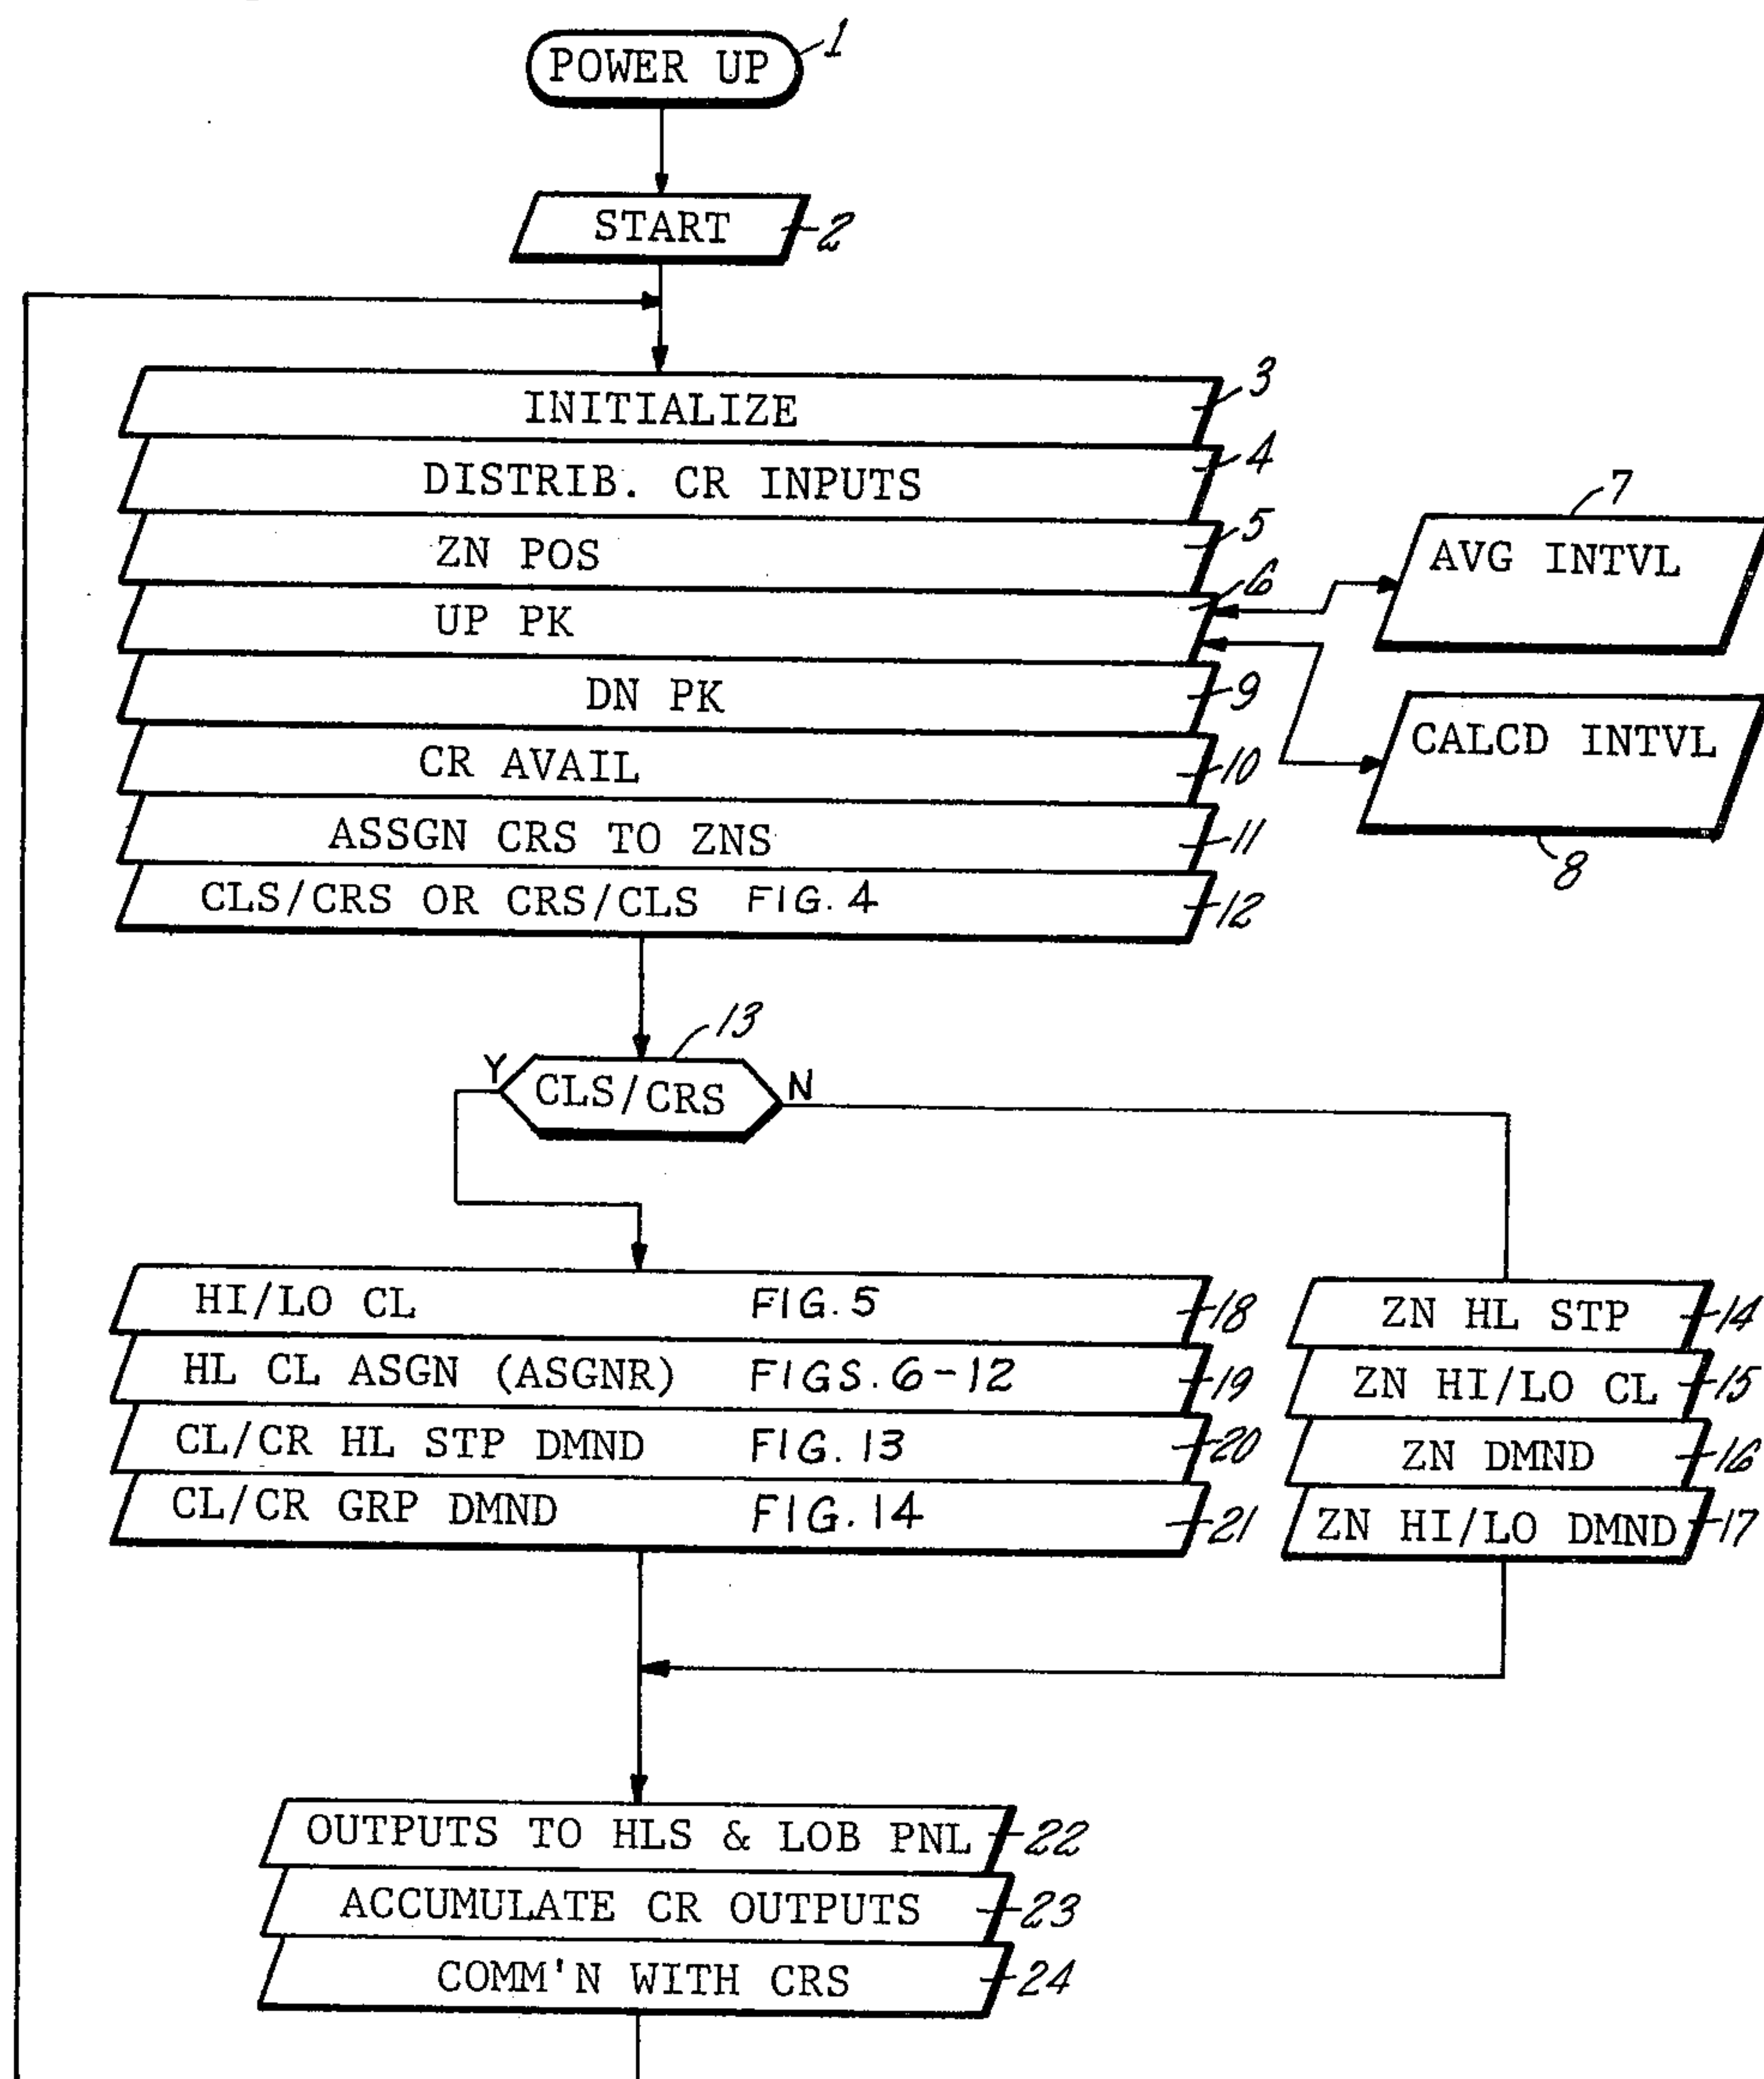 POWER UP 1
START 2
INITIALIZE 3
DISTRIB. CR INPUTS 4
ZN POS 5
UP PK 6
7
AVG INTVL
CALCD INTVL
8
DN PK 9
CR AVAIL 10
ASSGN CRS TO ZNS 11
CLS/CRS OR CRS/CLS FIG. 4 12
13
Y CLS/CRS N
HI/LO CL FIG. 5 18
HL CL ASGN (ASGNR) FIGS. 6-12 19
CL/CR HL STP DMND FIG. 13 20
CL/CR GRP DMND FIG. 14 21
ZN HL STP 14
ZN HI/LO CL 15
ZN DMND 16
ZN HI/LO DMND 17
OUTPUTS TO HLS & LOB PNL 22
ACCUMULATE CR OUTPUTS 23
COMM'N WITH CRS 24